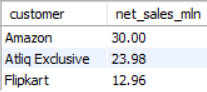 customer net_sales_mln
Amazon 30.00
Atliq Exclusive 23.98
Flipkart 12.96